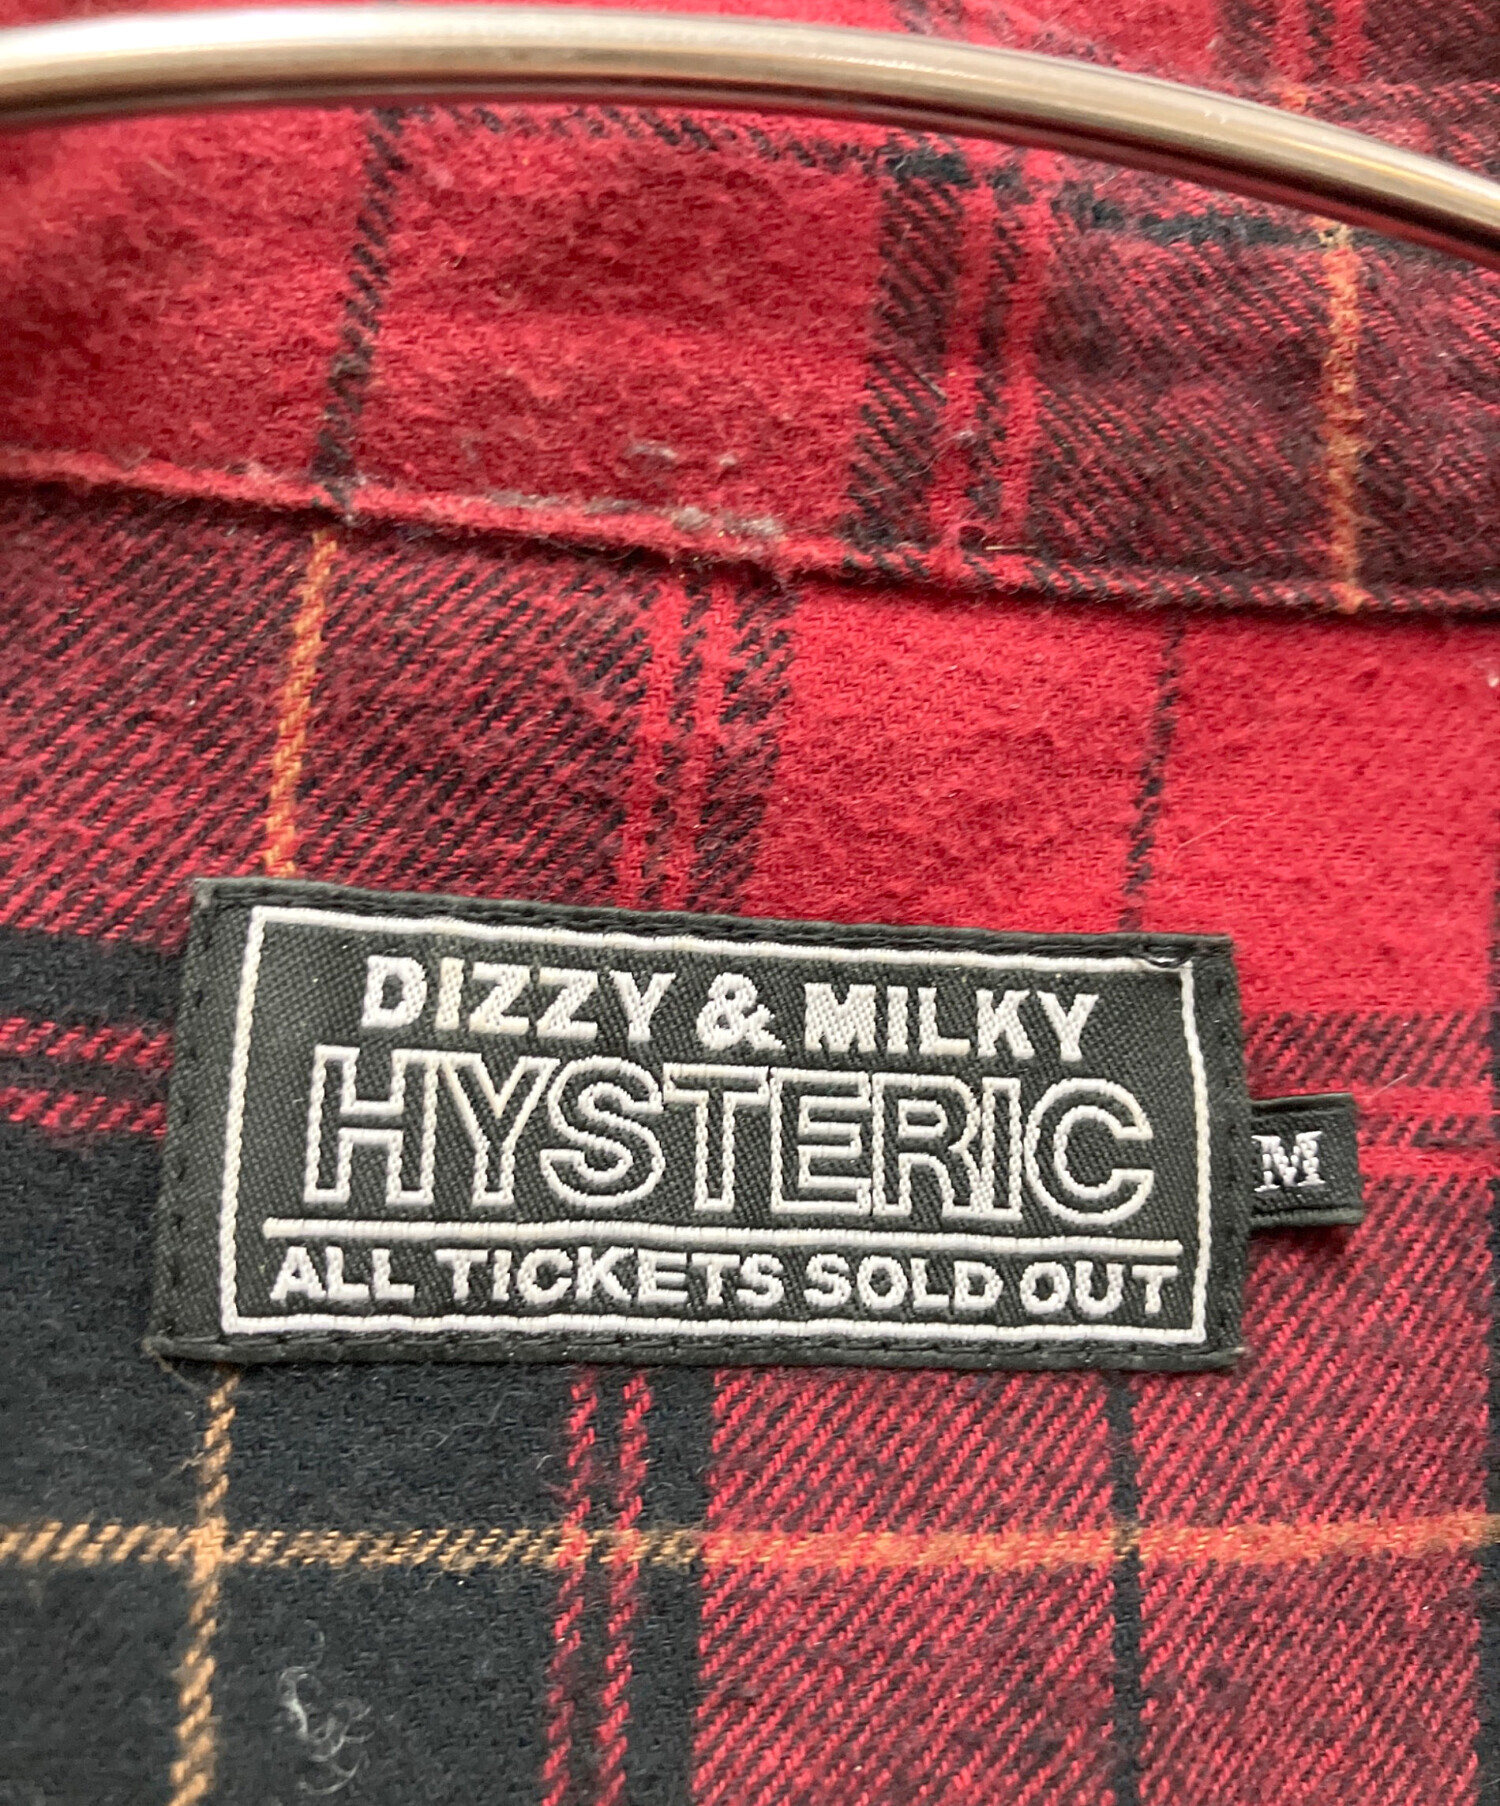 DIZZY & MILKY
HYSTERIC
ALL TICKETS SOLD OUT
M